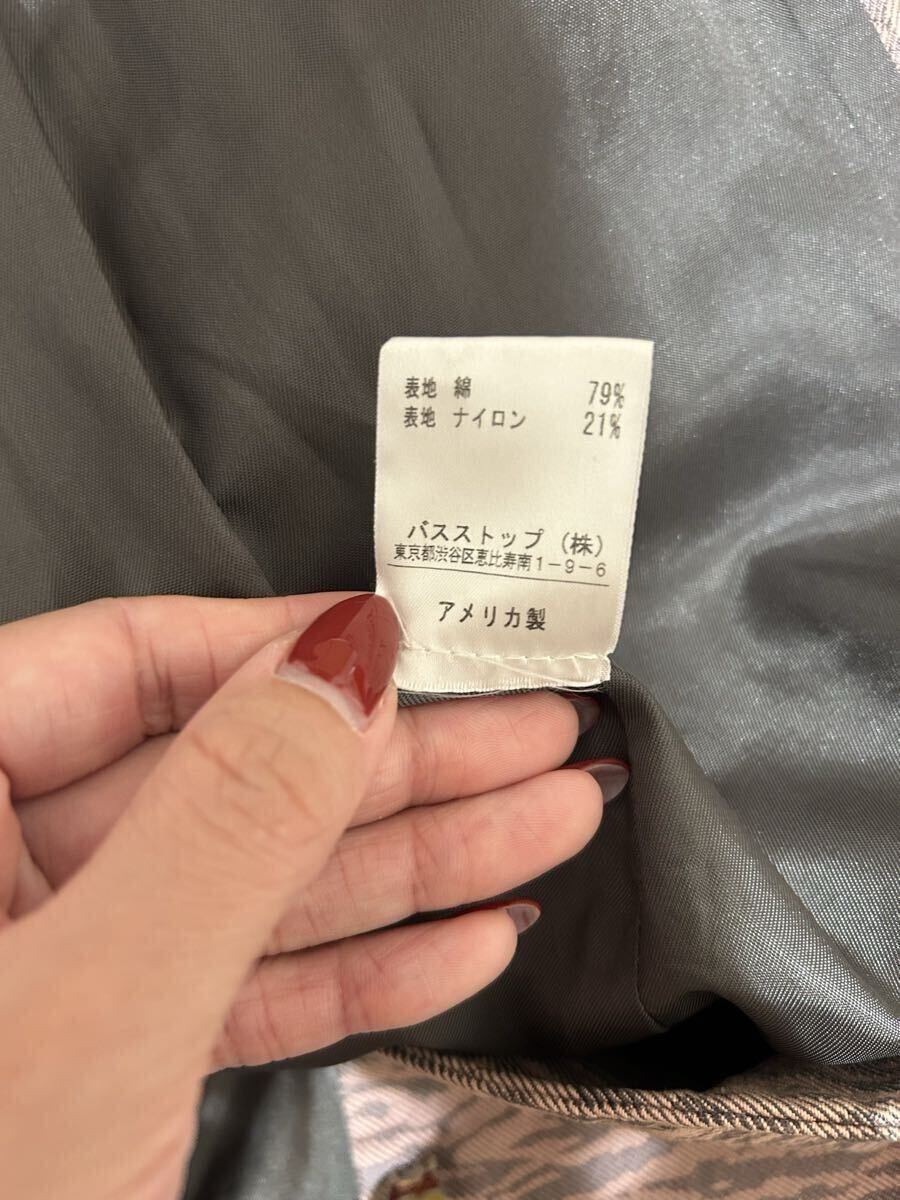 表地 綿 79%
表地 ナイロン 21%
バスストップ (株)
東京都渋谷区恵比寿南1-9-6
アメリカ製